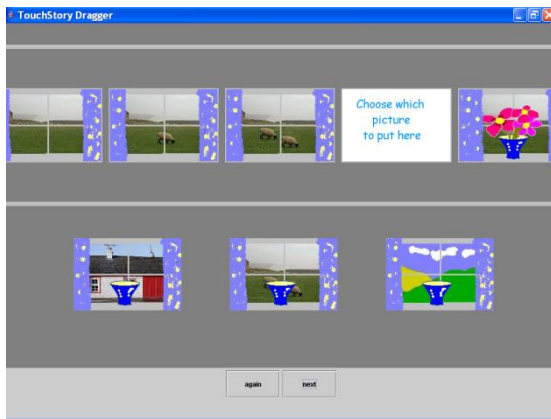 TouchStory Dragger
Choose which
picture
to put here
again
next